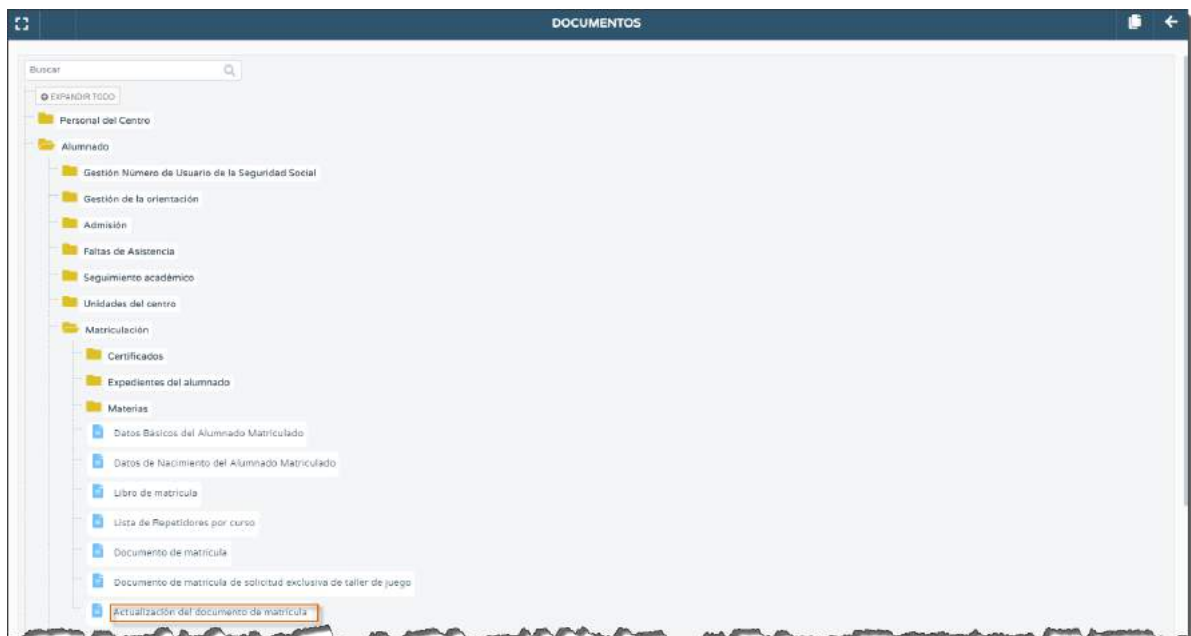 DOCUMENTOS
Buscar
EXPANDIR TODO
Personal del Centro
Alumnado
Gestión Número de Usuario de la Seguridad Social
Gestión de la orientación
Admisión
Faltas de Asistencia
Seguimiento académico
Unidades del centro
Matriculación
Certificados
Expedientes del alumnado
Materias
Datos Básicos del Alumnado Matriculado
Datos de Nacimiento del Alumnado Matriculado
Libro de matrícula
Lista de Repetidores por curso
Documento de matrícula
Documento de matrícula de solicitud exclusiva de taller de juego
Actualización del documento de matrícula